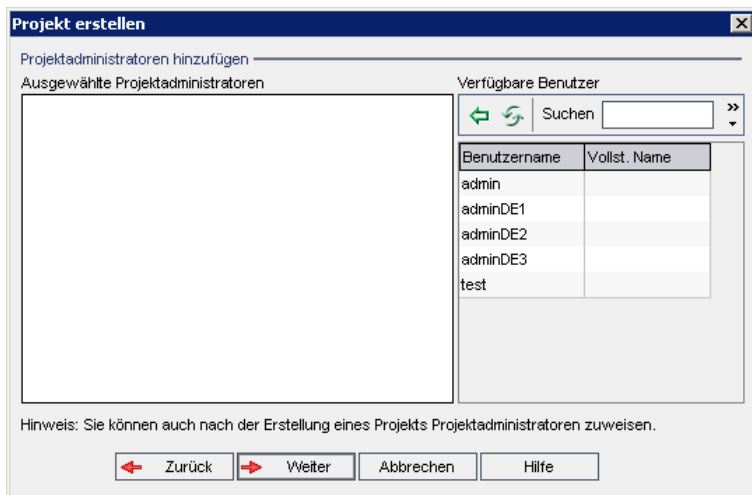 Projekt erstellen
Projektadministratoren hinzufügen
Ausgewählte Projektadministratoren
Verfügbare Benutzer
Suchen
Benutzername Vollst. Name
admin
adminDE1
adminDE2
adminDE3
test
Hinweis: Sie können auch nach der Erstellung eines Projekts Projektadministratoren zuweisen.
Zurück Weiter Abbrechen Hilfe